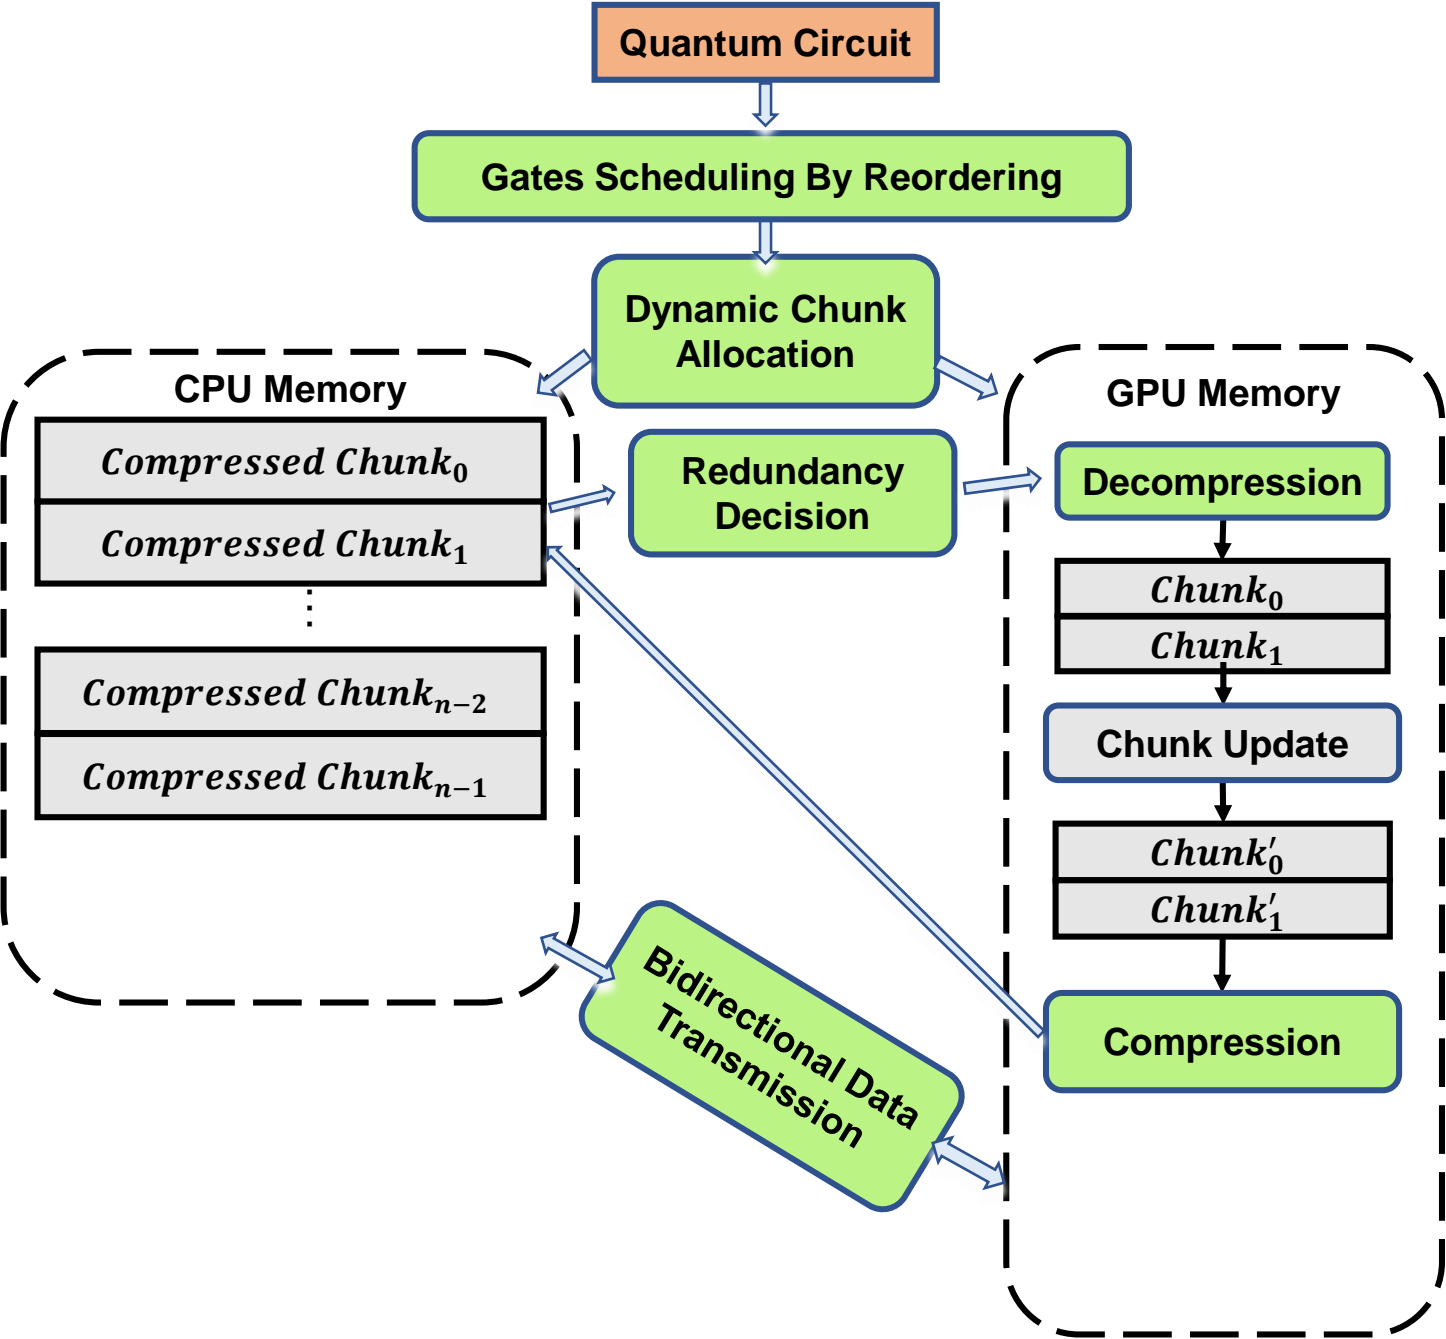 Quantum Circuit
Gates Scheduling By Reordering
Dynamic Chunk
Allocation
CPU Memory
Compressed Chunk₀
Compressed Chunk₁
⋮
Compressed Chunkₙ₋₂
Compressed Chunkₙ₋₁
Redundancy
Decision
GPU Memory
Decompression
Chunk₀
Chunk₁
Chunk Update
Chunk′₀
Chunk′₁
Compression
Bidirectional Data
Transmission